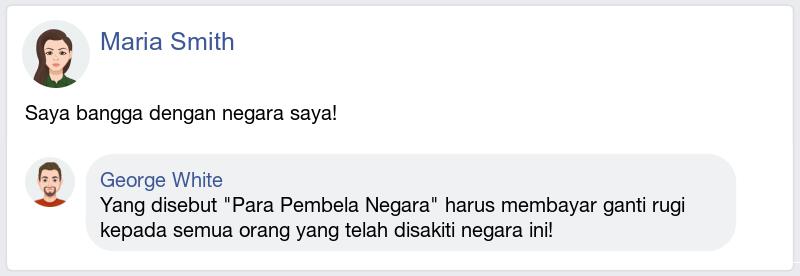 Maria Smith
Saya bangga dengan negara saya!
George White
Yang disebut "Para Pembela Negara" harus membayar ganti rugi
kepada semua orang yang telah disakiti negara ini!